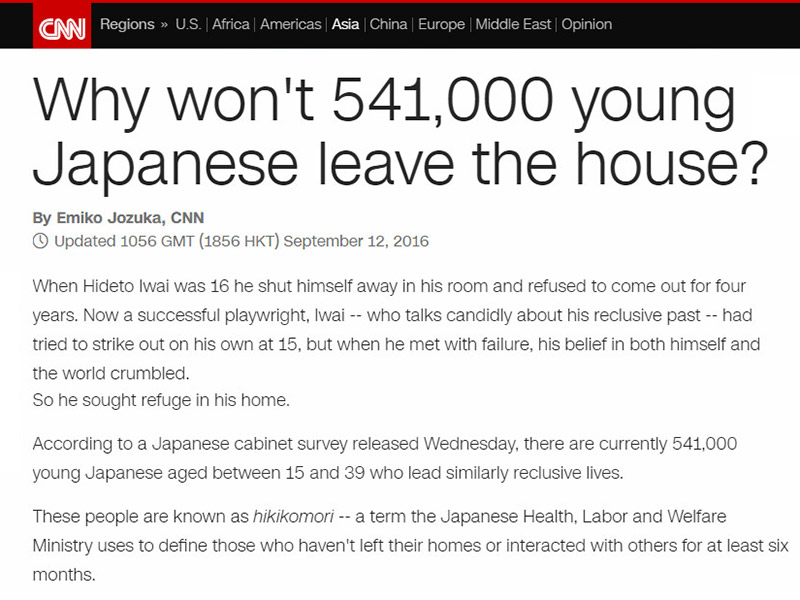 CNN Regions » U.S. | Africa | Americas | Asia | China | Europe | Middle East | Opinion
Why won't 541,000 young
Japanese leave the house?
By Emiko Jozuka, CNN
Updated 1056 GMT (1856 HKT) September 12, 2016
When Hideto Iwai was 16 he shut himself away in his room and refused to come out for four
years. Now a successful playwright, Iwai -- who talks candidly about his reclusive past -- had
tried to strike out on his own at 15, but when he met with failure, his belief in both himself and
the world crumbled.
So he sought refuge in his home.
According to a Japanese cabinet survey released Wednesday, there are currently 541,000
young Japanese aged between 15 and 39 who lead similarly reclusive lives.
These people are known as hikikomori -- a term the Japanese Health, Labor and Welfare
Ministry uses to define those who haven't left their homes or interacted with others for at least six
months.